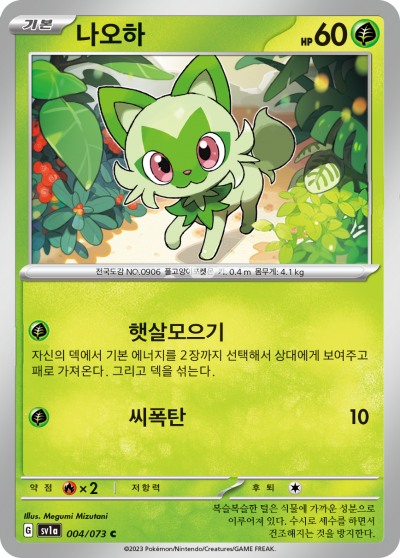 기본 나오하 HP 60
전국도감 NO.0906 풀고양이포켓몬 키: 0.4 m 몸무게: 4.1 kg
햇살모으기
자신의 덱에서 기본 에너지를 2장까지 선택해서 상대에게 보여주고
패로 가져온다. 그리고 덱을 섞는다.
씨폭탄 10
약점 ×2 저항력 후퇴
Illus. Megumi Mizutani
G sv1a 004/073 C
복슬복슬한 털은 식물에 가까운 성분으로
이루어져 있다. 수시로 세수를 하면서
건조해지는 것을 방지한다.
©2023 Pokémon/Nintendo/Creatures/GAME FREAK.